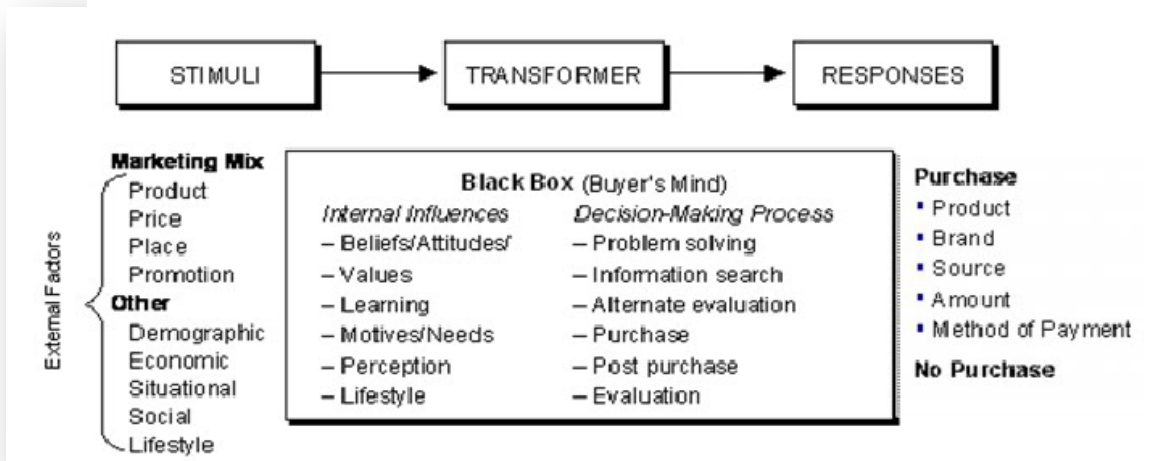 STIMULI
TRANSFORMER
RESPONSES
External Factors
Marketing Mix
Product
Price
Place
Promotion
Other
Demographic
Economic
Situational
Social
Lifestyle
Black Box (Buyer's Mind)
Internal Influences
– Beliefs/Attitudes/
– Values
– Learning
– Motives/Needs
– Perception
– Lifestyle
Decision-Making Process
– Problem solving
– Information search
– Alternate evaluation
– Purchase
– Post purchase
– Evaluation
Purchase
▪ Product
▪ Brand
▪ Source
▪ Amount
▪ Method of Payment
No Purchase